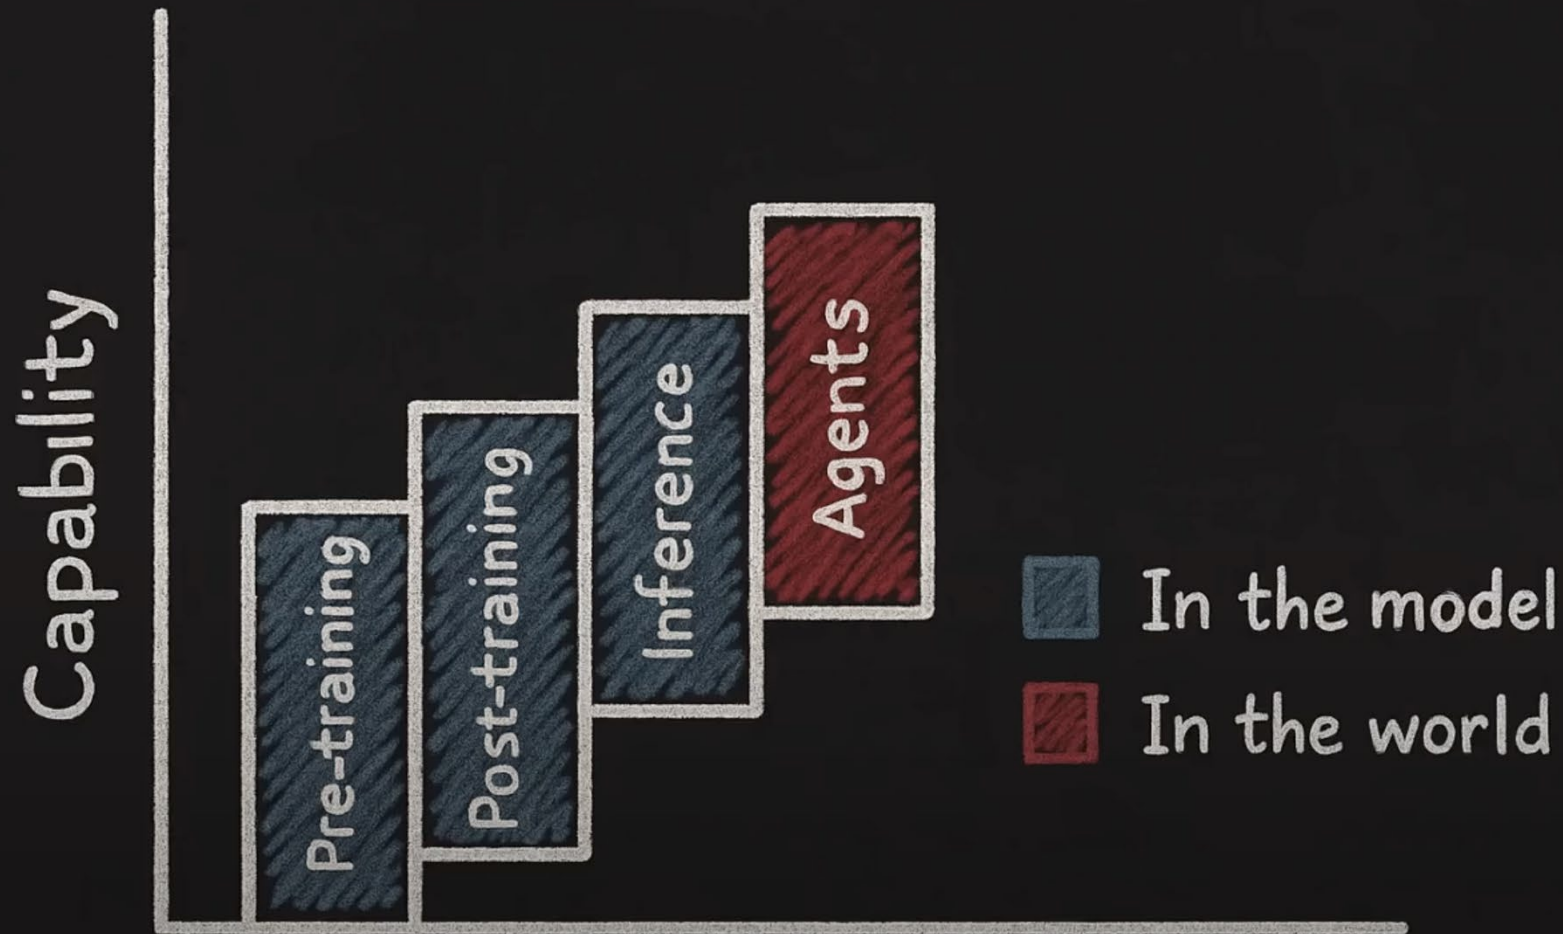 Capability
Pre-training
Post-training
Inference
Agents
In the model
In the world